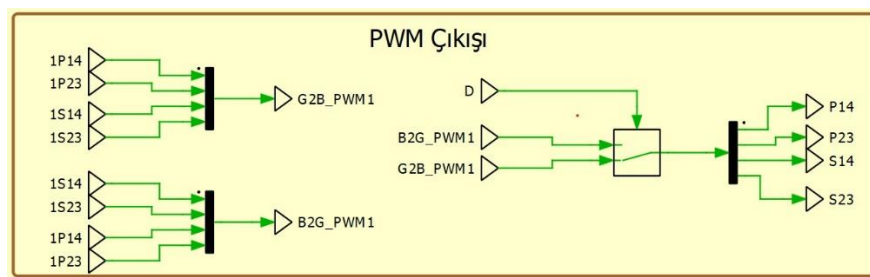 PWM Çıkışı
1P14
1P23
1S14
1S23
G2B_PWM1
1S14
1S23
1P14
1P23
B2G_PWM1
D
B2G_PWM1
G2B_PWM1
P14
P23
S14
S23